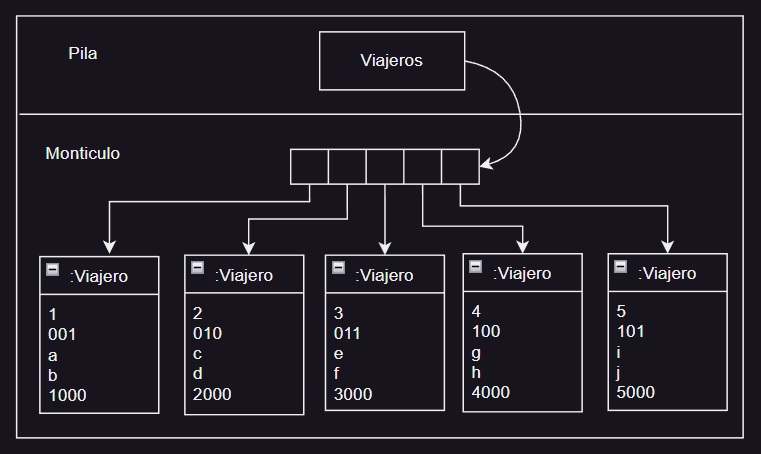 Pila
Viajeros
Monticulo
:Viajero
1
001
a
b
1000
:Viajero
2
010
c
d
2000
:Viajero
3
011
e
f
3000
:Viajero
4
100
g
h
4000
:Viajero
5
101
i
j
5000